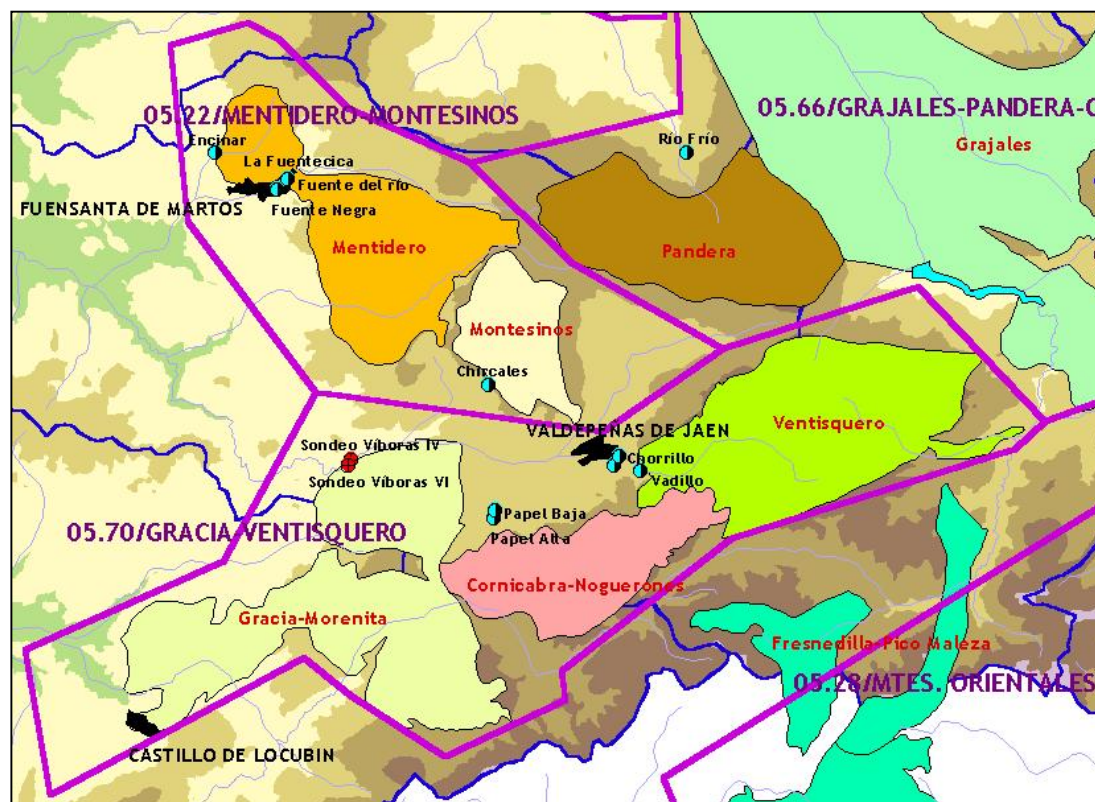 05.22/MENTIDERO-MONTESINOS
05.66/GRAJALES-PANDERA-C
Encinar
Río Frío
Grajales
La Fuentecica
Fuente del río
FUENSANTA DE MARTOS
Fuente Negra
Mentidero
Pandera
Montesinos
Chircales
VALDEPEÑAS DE JAEN
Ventisquero
Sondeo Víboras IV
Chorrillo
Sondeo Víboras VI
Vadillo
Papel Baja
05.70/GRACIA-VENTISQUERO
Papel Alta
Cornicabra-Noguerones
Gracia-Morenita
Fresnedilla-Pico Maleza
05.28/MTES. ORIENTALES
CASTILLO DE LOCUBIN